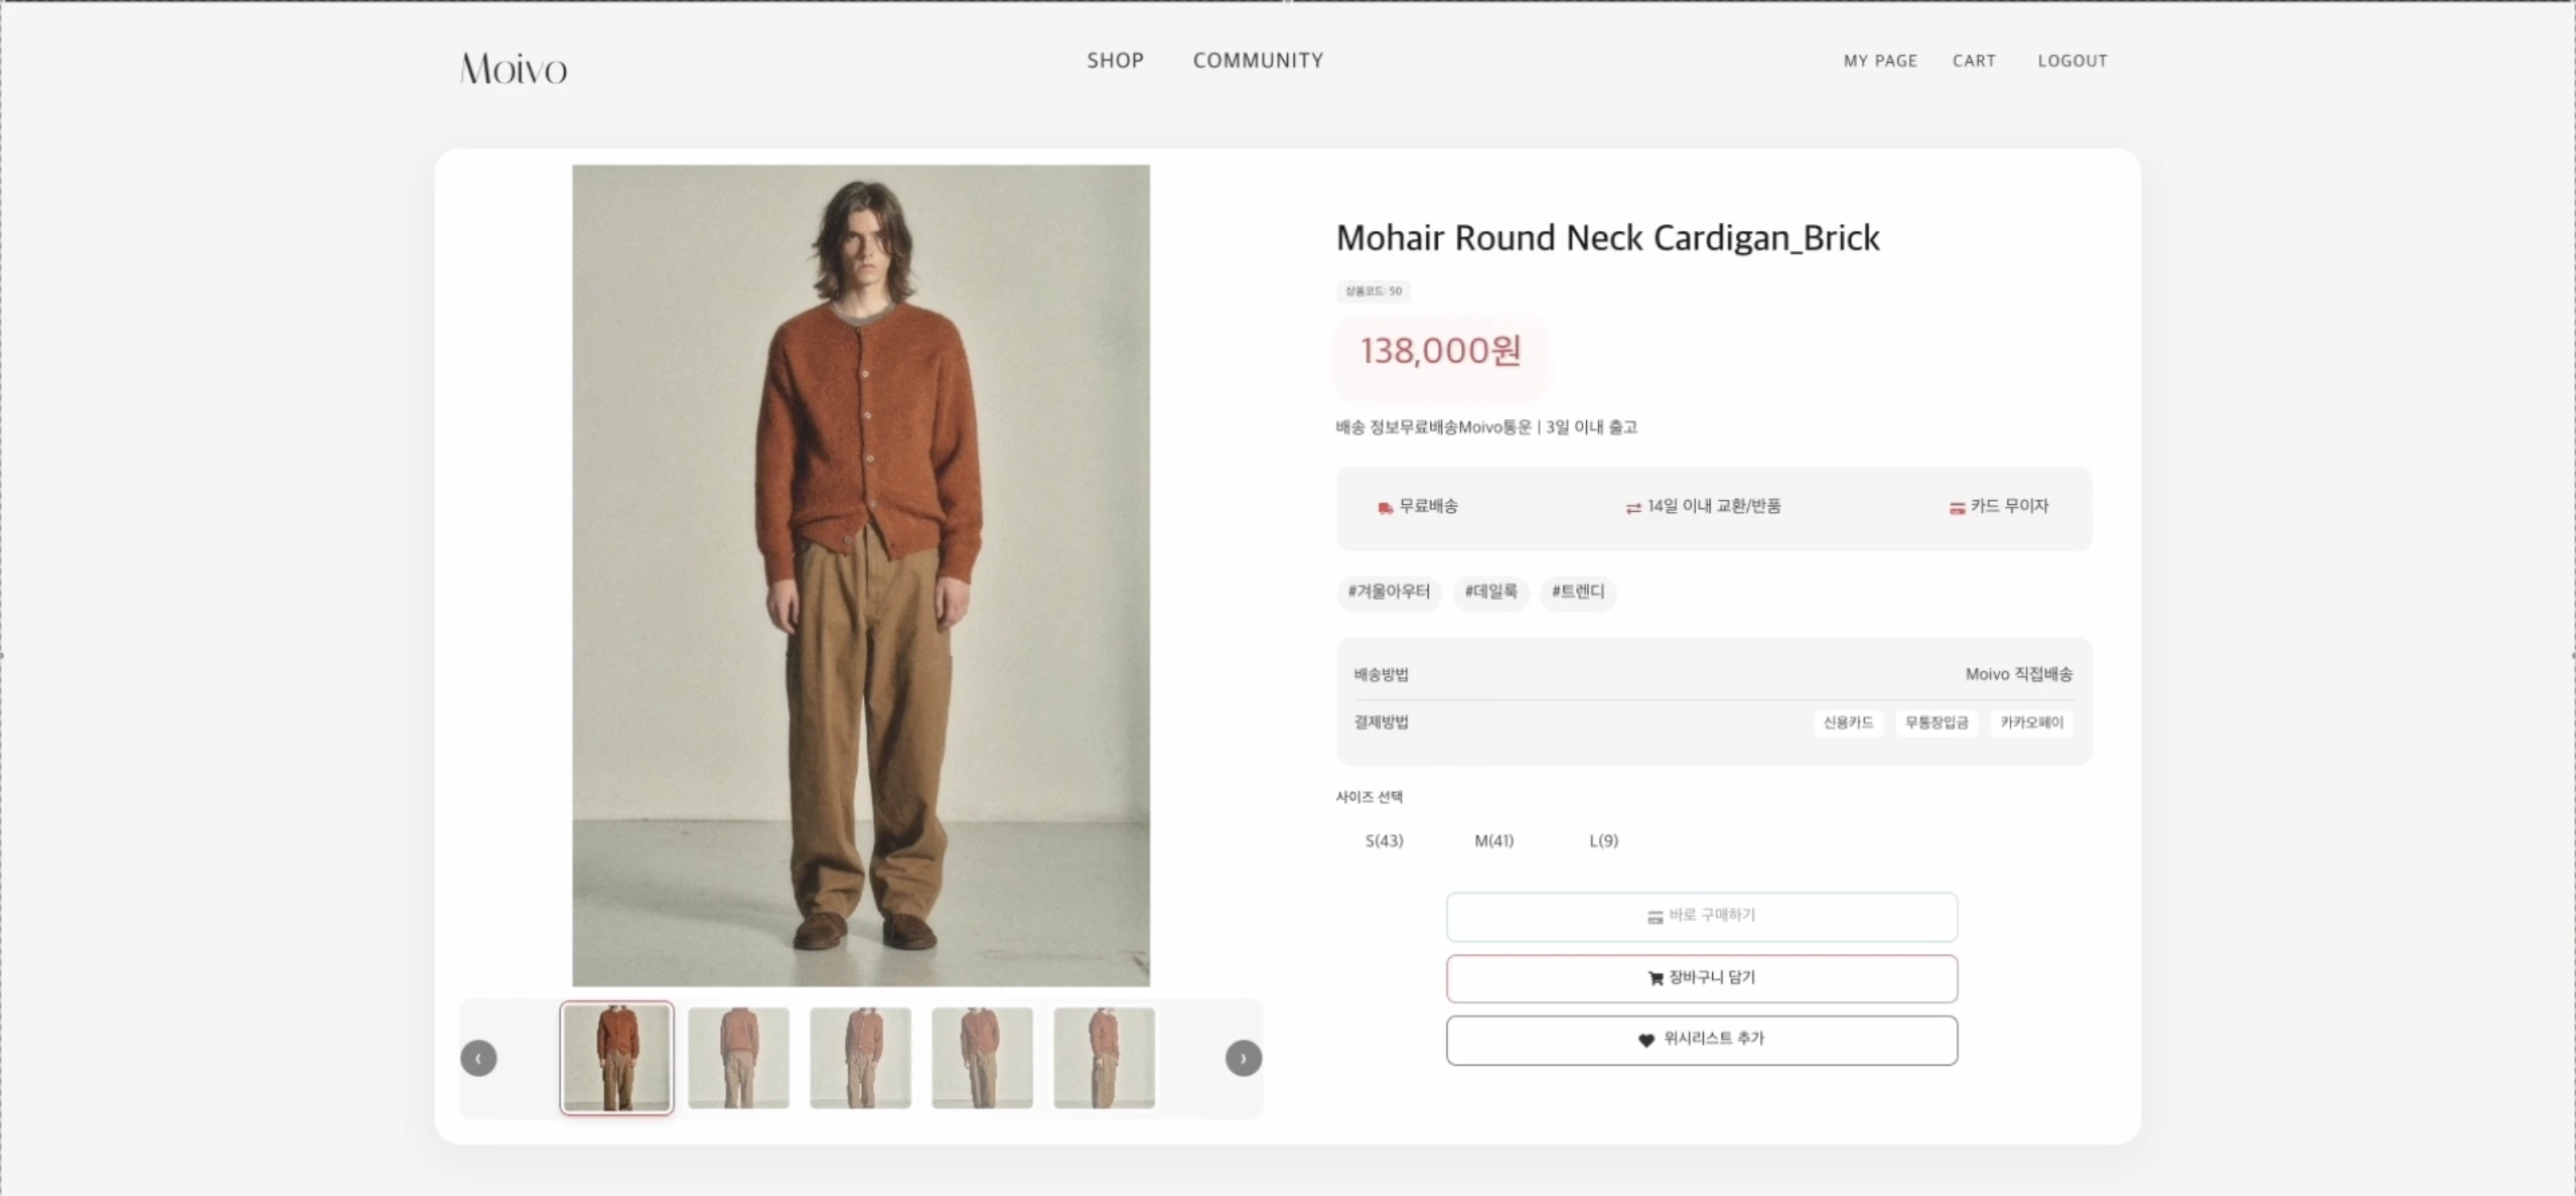 Moivo
SHOP COMMUNITY
MY PAGE CART LOGOUT
Mohair Round Neck Cardigan_Brick
상품코드: 50
138,000원
배송 정보무료배송Moivo통운 | 3일 이내 출고
무료배송 14일 이내 교환/반품 카드 무이자
#겨울아우터 #데일룩 #트렌디
배송방법 Moivo 직접배송
결제방법 신용카드 무통장입금 카카오페이
사이즈 선택
S(43) M(41) L(9)
바로 구매하기
장바구니 담기
위시리스트 추가